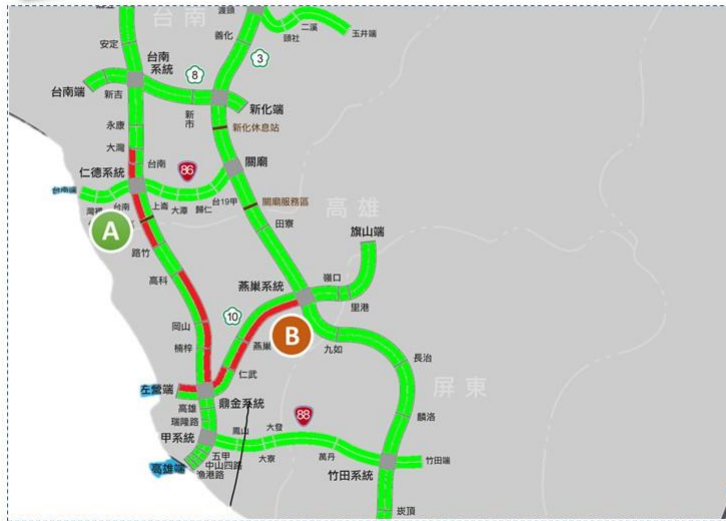 台南
渡頭
善化
二溪
頭社
玉井端
安定
台南
系統
3
8
台南端
新吉
新市
新化端
永康
新化休息站
大灣
台南
86
關廟
仁德系統
台南端
台南
上崙
大潭
歸仁
台19甲
關廟服務區
高雄
A
田寮
旗山端
路竹
高科
燕巢系統
嶺口
里港
10
岡山
B
楠梓
燕巢
九如
長治
仁武
屏東
左營端
鼎金系統
高雄
88
瑞隆路
鳳山
大發
麟洛
甲系統
五甲
大寮
萬丹
竹田端
高雄端
中山四路
漁港路
竹田系統
崁頂